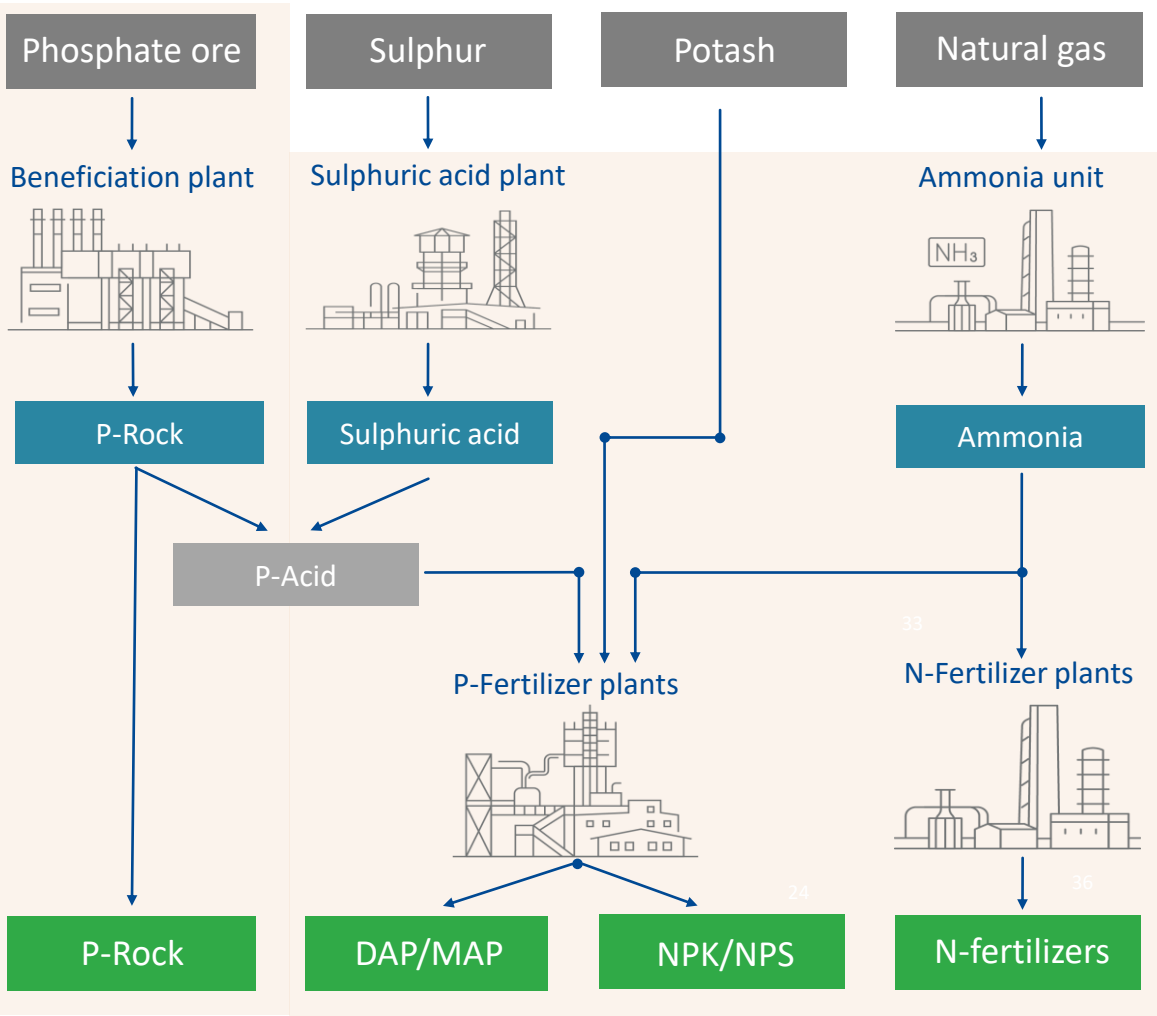 Phosphate ore
Sulphur
Potash
Natural gas
Beneficiation plant
Sulphuric acid plant
Ammonia unit
NH₃
P-Rock
Sulphuric acid
Ammonia
P-Acid
33
P-Fertilizer plants
N-Fertilizer plants
24
36
P-Rock
DAP/MAP
NPK/NPS
N-fertilizers